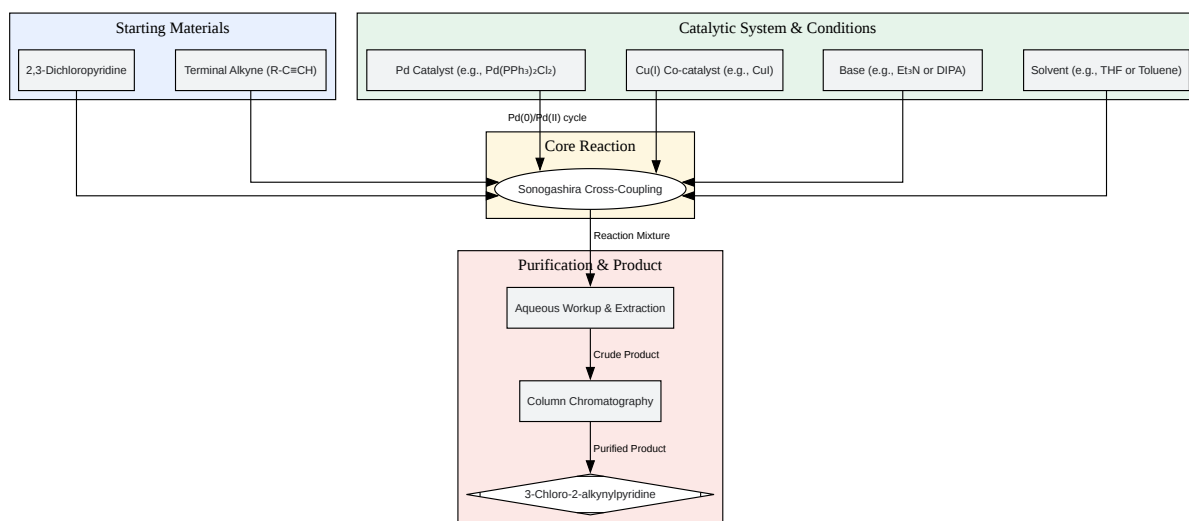 Starting Materials
Catalytic System & Conditions
2,3-Dichloropyridine
Terminal Alkyne (R-C≡CH)
Pd Catalyst (e.g., Pd(PPh₃)₂Cl₂)
Cu(I) Co-catalyst (e.g., CuI)
Base (e.g., Et₃N or DIPA)
Solvent (e.g., THF or Toluene)
Pd(0)/Pd(II) cycle
Core Reaction
Sonogashira Cross-Coupling
Reaction Mixture
Purification & Product
Aqueous Workup & Extraction
Crude Product
Column Chromatography
Purified Product
3-Chloro-2-alkynylpyridine